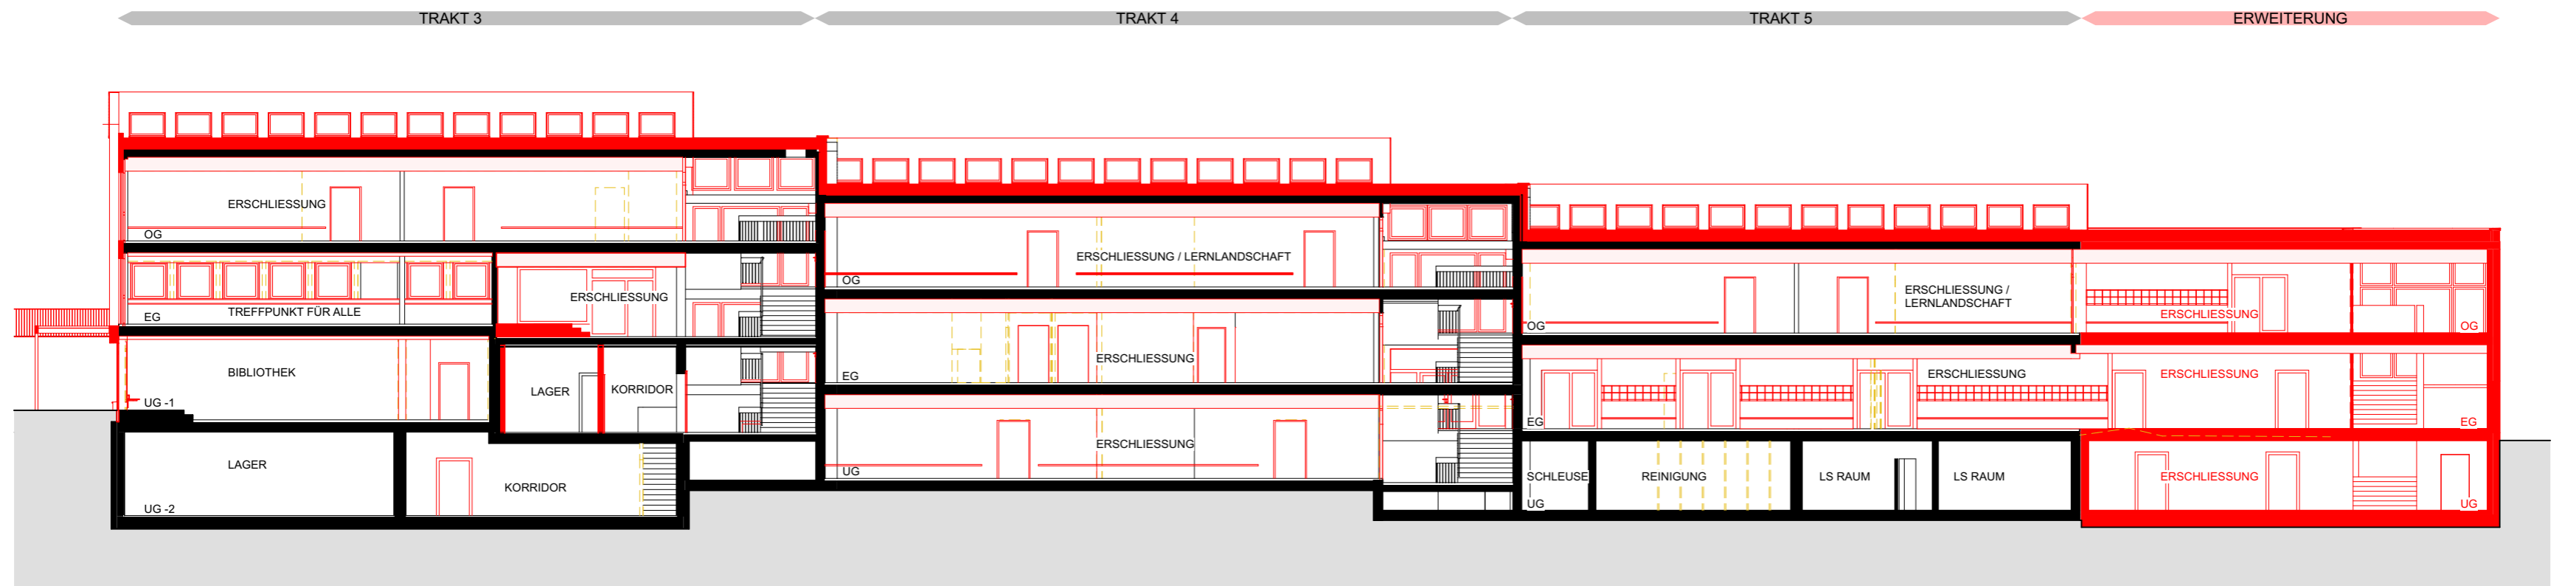 TRAKT 3
TRAKT 4
TRAKT 5
ERWEITERUNG
ERSCHLIESSUNG
OG
ERSCHLIESSUNG
TREFFPUNKT FÜR ALLE
EG
BIBLIOTHEK
LAGER
KORRIDOR
UG -1
LAGER
KORRIDOR
UG -2
ERSCHLIESSUNG / LERNLANDSCHAFT
OG
ERSCHLIESSUNG
EG
ERSCHLIESSUNG
UG
ERSCHLIESSUNG /
LERNLANDSCHAFT
OG
ERSCHLIESSUNG
EG
SCHLEUSE
REINIGUNG
LS RAUM
LS RAUM
UG
ERSCHLIESSUNG
OG
ERSCHLIESSUNG
EG
ERSCHLIESSUNG
UG